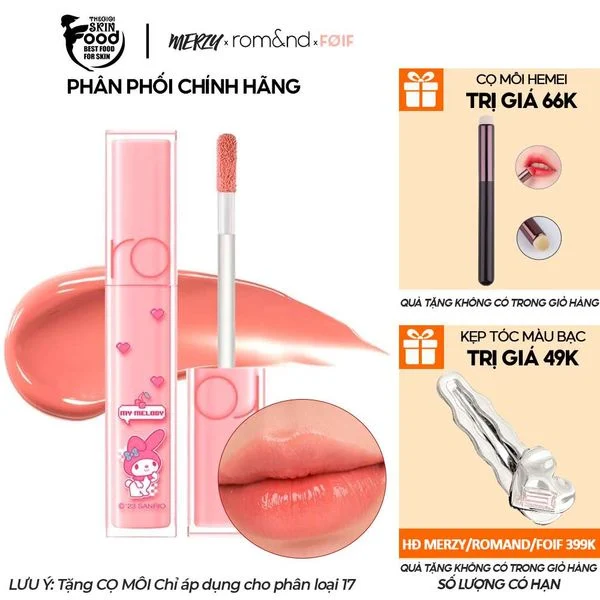 THEGIOI
SKIN
Food
BEST FOOD
FOR SKIN
MERZY x rom&nd x FØIF
PHÂN PHỐI CHÍNH HÃNG
CỌ MÔI HEMEI
TRỊ GIÁ 66K
QUÀ TẶNG KHÔNG CÓ TRONG GIỎ HÀNG
KẸP TÓC MÀU BẠC
TRỊ GIÁ 49K
HĐ MERZY/ROMAND/FOIF 399K
QUÀ TẶNG KHÔNG CÓ TRONG GIỎ HÀNG
SỐ LƯỢNG CÓ HẠN
ro
MY MELODY
© '23 SANRIO
LƯU Ý: Tặng CỌ MÔI Chỉ áp dụng cho phân loại 17